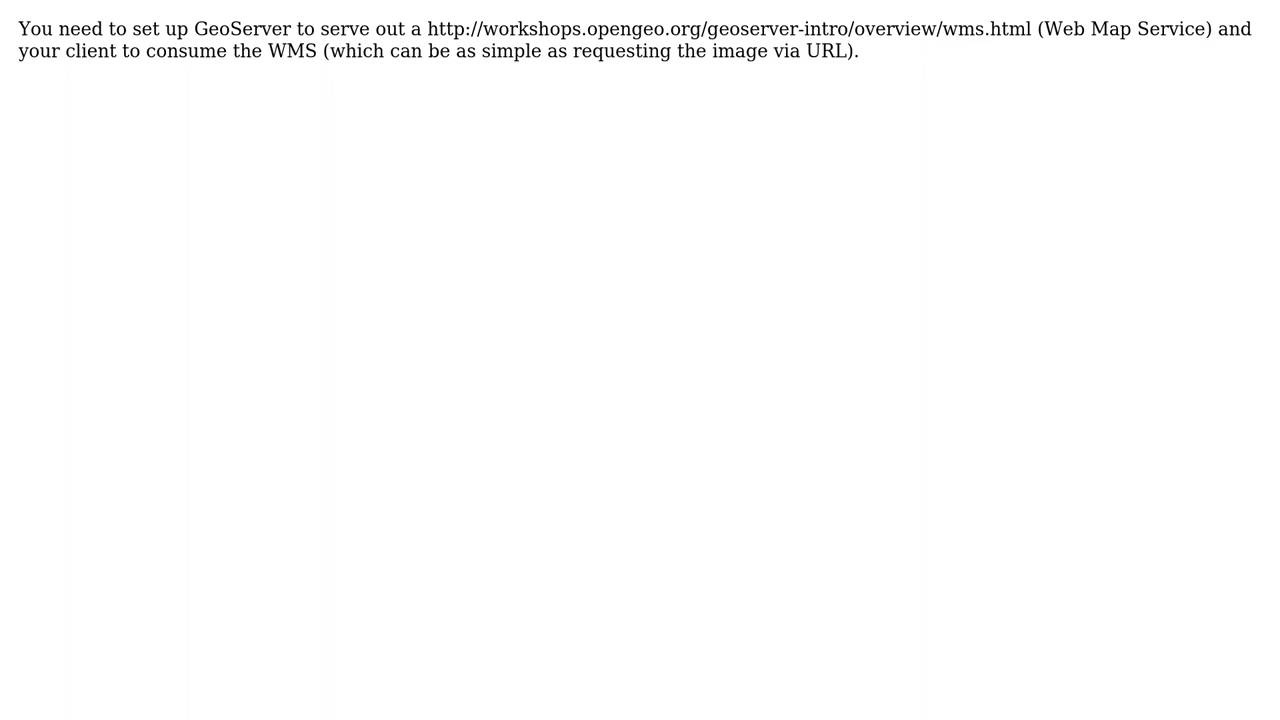 You need to set up GeoServer to serve out a http://workshops.opengeo.org/geoserver-intro/overview/wms.html (Web Map Service) and
your client to consume the WMS (which can be as simple as requesting the image via URL).